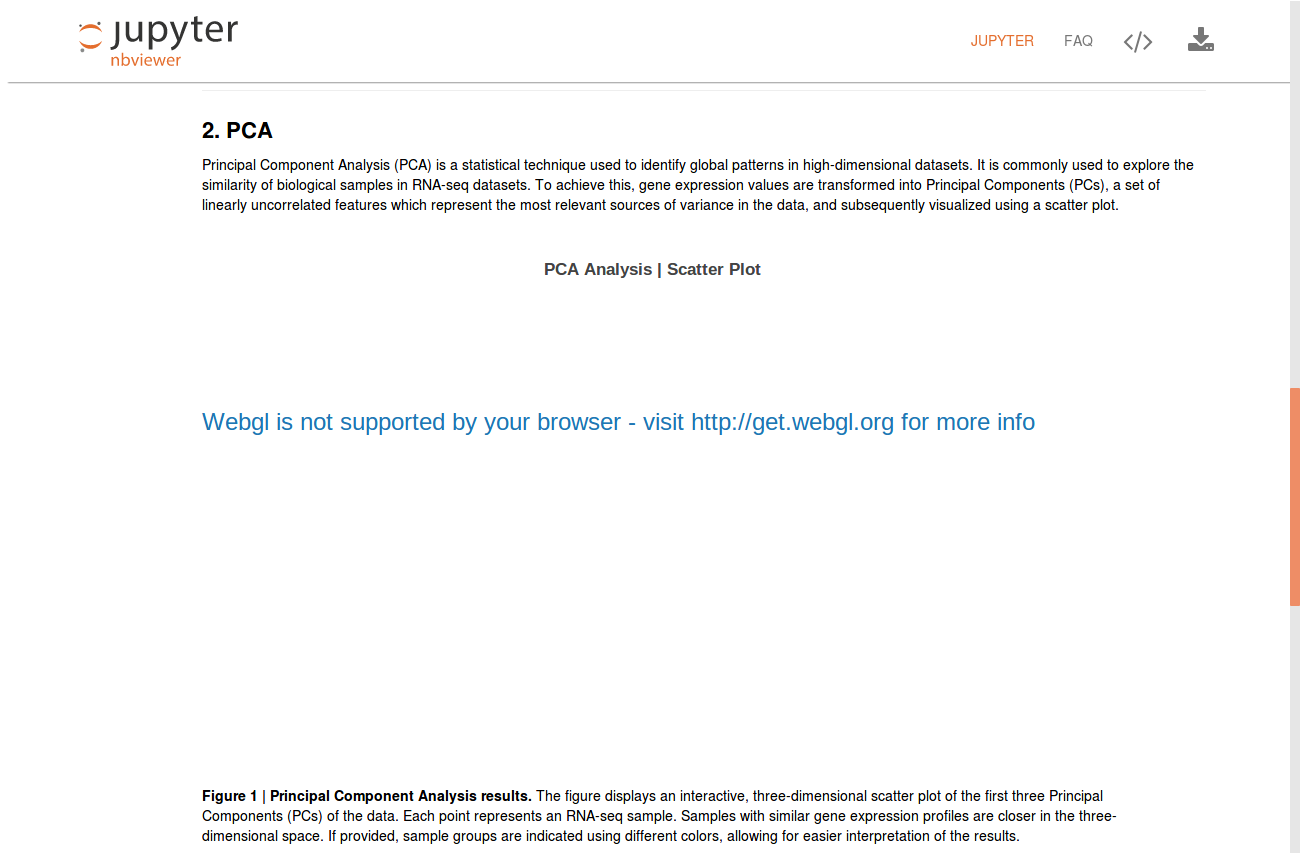 jupyter
nbviewer
JUPYTER FAQ </>
2. PCA
Principal Component Analysis (PCA) is a statistical technique used to identify global patterns in high-dimensional datasets. It is commonly used to explore the
similarity of biological samples in RNA-seq datasets. To achieve this, gene expression values are transformed into Principal Components (PCs), a set of
linearly uncorrelated features which represent the most relevant sources of variance in the data, and subsequently visualized using a scatter plot.
PCA Analysis | Scatter Plot
Webgl is not supported by your browser - visit http://get.webgl.org for more info
Figure 1 | Principal Component Analysis results. The figure displays an interactive, three-dimensional scatter plot of the first three Principal
Components (PCs) of the data. Each point represents an RNA-seq sample. Samples with similar gene expression profiles are closer in the three-
dimensional space. If provided, sample groups are indicated using different colors, allowing for easier interpretation of the results.